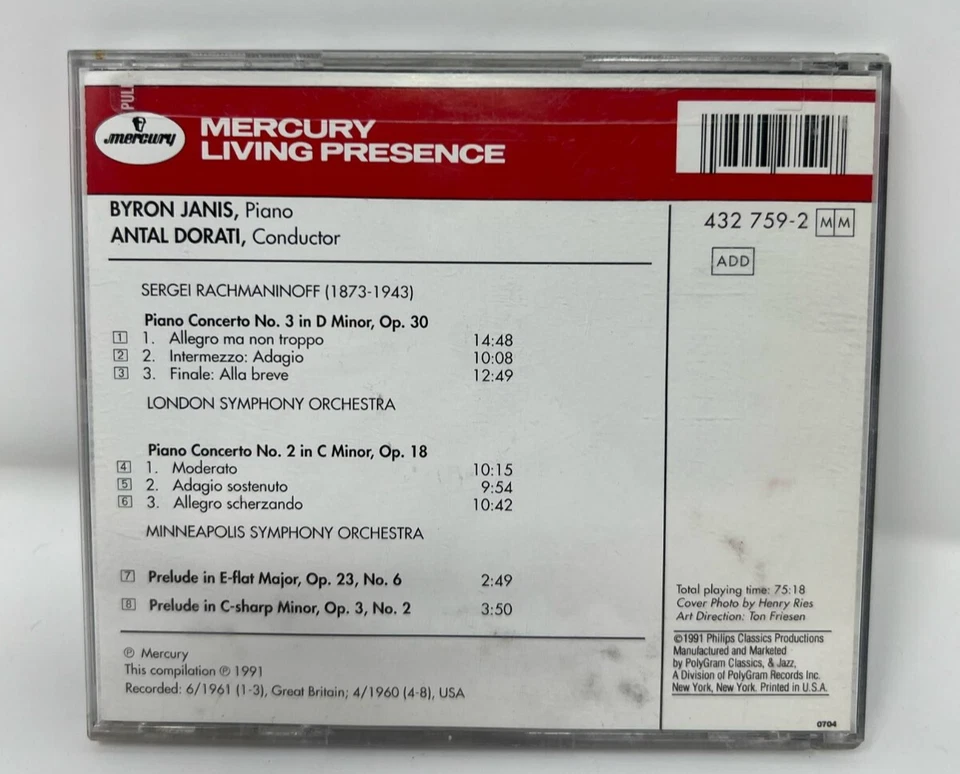 PULL
mercury
MERCURY
LIVING PRESENCE
BYRON JANIS, Piano
ANTAL DORATI, Conductor
432 759-2 M M
ADD
SERGEI RACHMANINOFF (1873-1943)
Piano Concerto No. 3 in D Minor, Op. 30
1 1. Allegro ma non troppo 14:48
2 2. Intermezzo: Adagio 10:08
3 3. Finale: Alla breve 12:49
LONDON SYMPHONY ORCHESTRA
Piano Concerto No. 2 in C Minor, Op. 18
4 1. Moderato 10:15
5 2. Adagio sostenuto 9:54
6 3. Allegro scherzando 10:42
MINNEAPOLIS SYMPHONY ORCHESTRA
7 Prelude in E-flat Major, Op. 23, No. 6 2:49
8 Prelude in C-sharp Minor, Op. 3, No. 2 3:50
℗ Mercury
This compilation ℗ 1991
Recorded: 6/1961 (1-3), Great Britain; 4/1960 (4-8), USA
Total playing time: 75:18
Cover Photo by Henry Ries
Art Direction: Ton Friesen
©1991 Philips Classics Productions
Manufactured and Marketed
by PolyGram Classics, & Jazz,
A Division of PolyGram Records Inc.
New York, New York. Printed in U.S.A.
0704